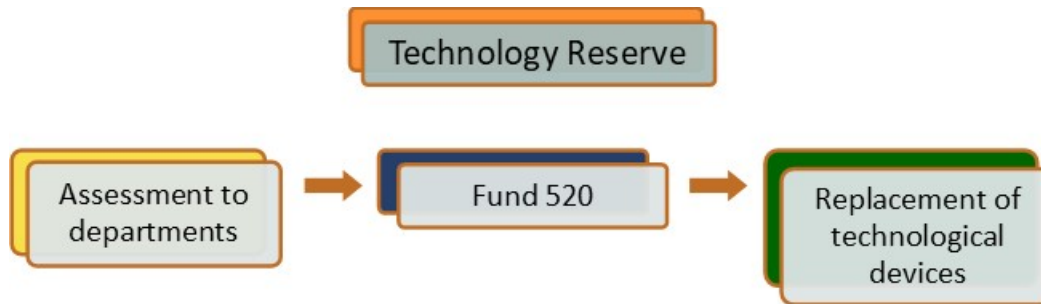 Technology Reserve
Assessment to
departments
Fund 520
Replacement of
technological
devices